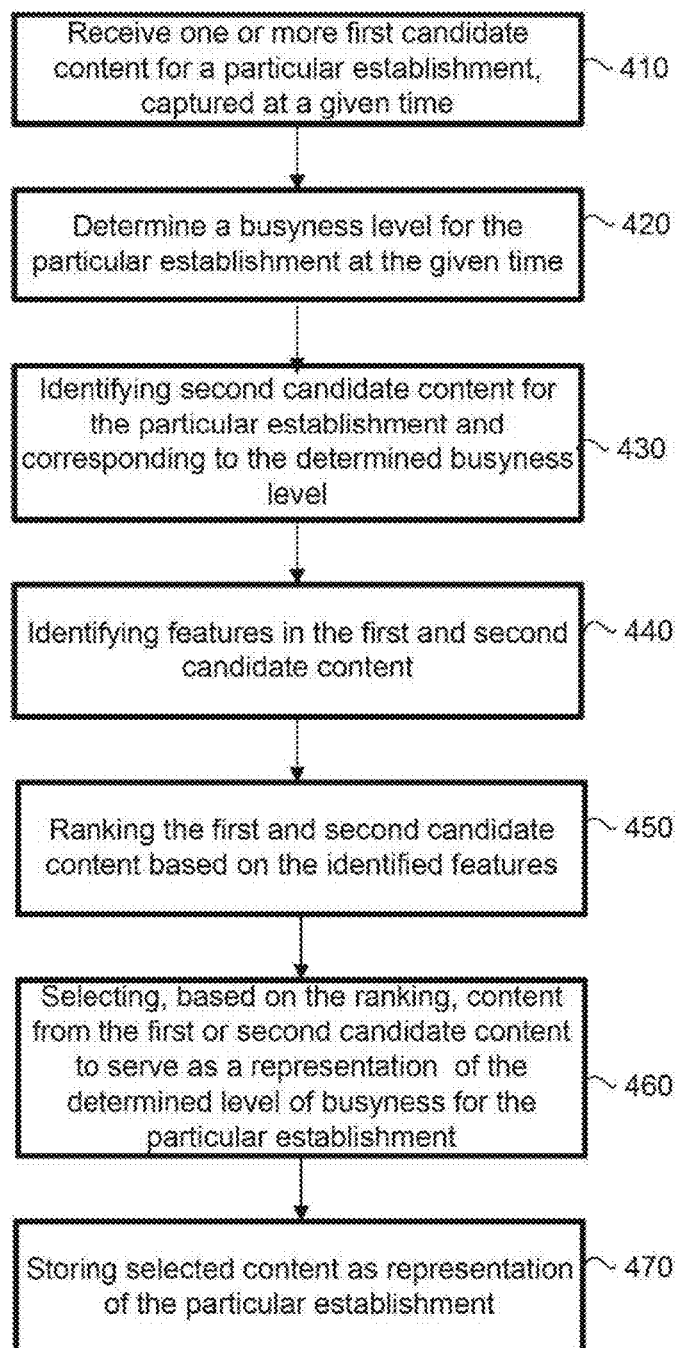 Receive one or more first candidate
content for a particular establishment,
captured at a given time
410
Determine a busyness level for the
particular establishment at the given time
420
Identifying second candidate content for
the particular establishment and
corresponding to the determined busyness
level
430
Identifying features in the first and second
candidate content
440
Ranking the first and second candidate
content based on the identified features
450
Selecting, based on the ranking, content
from the first or second candidate content
to serve as a representation of the
determined level of busyness for the
particular establishment
460
Storing selected content as representation
of the particular establishment
470